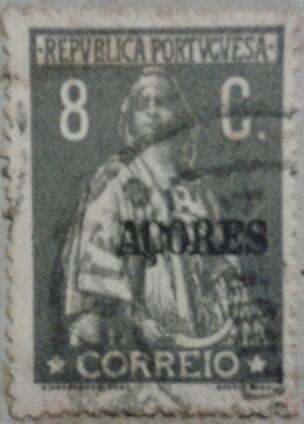 ·REPVBLICA PORTVGVESA·
8 C.
AÇORES
CORREIO